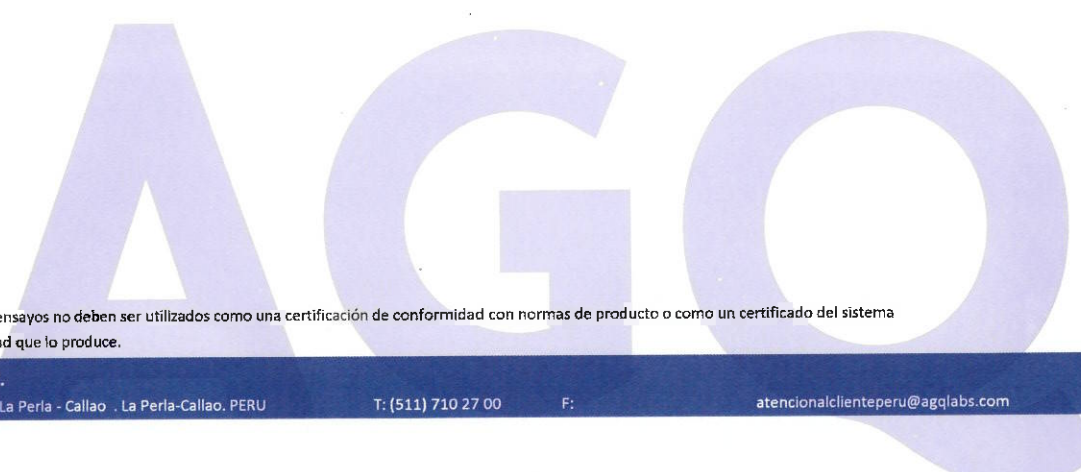 AGQ
ensayos no deben ser utilizados como una certificación de conformidad con normas de producto o como un certificado del sistema
que lo produce.
La Perla - Callao . La Perla-Callao. PERU T: (511) 710 27 00 F: atencionalclienteperu@agqlabs.com